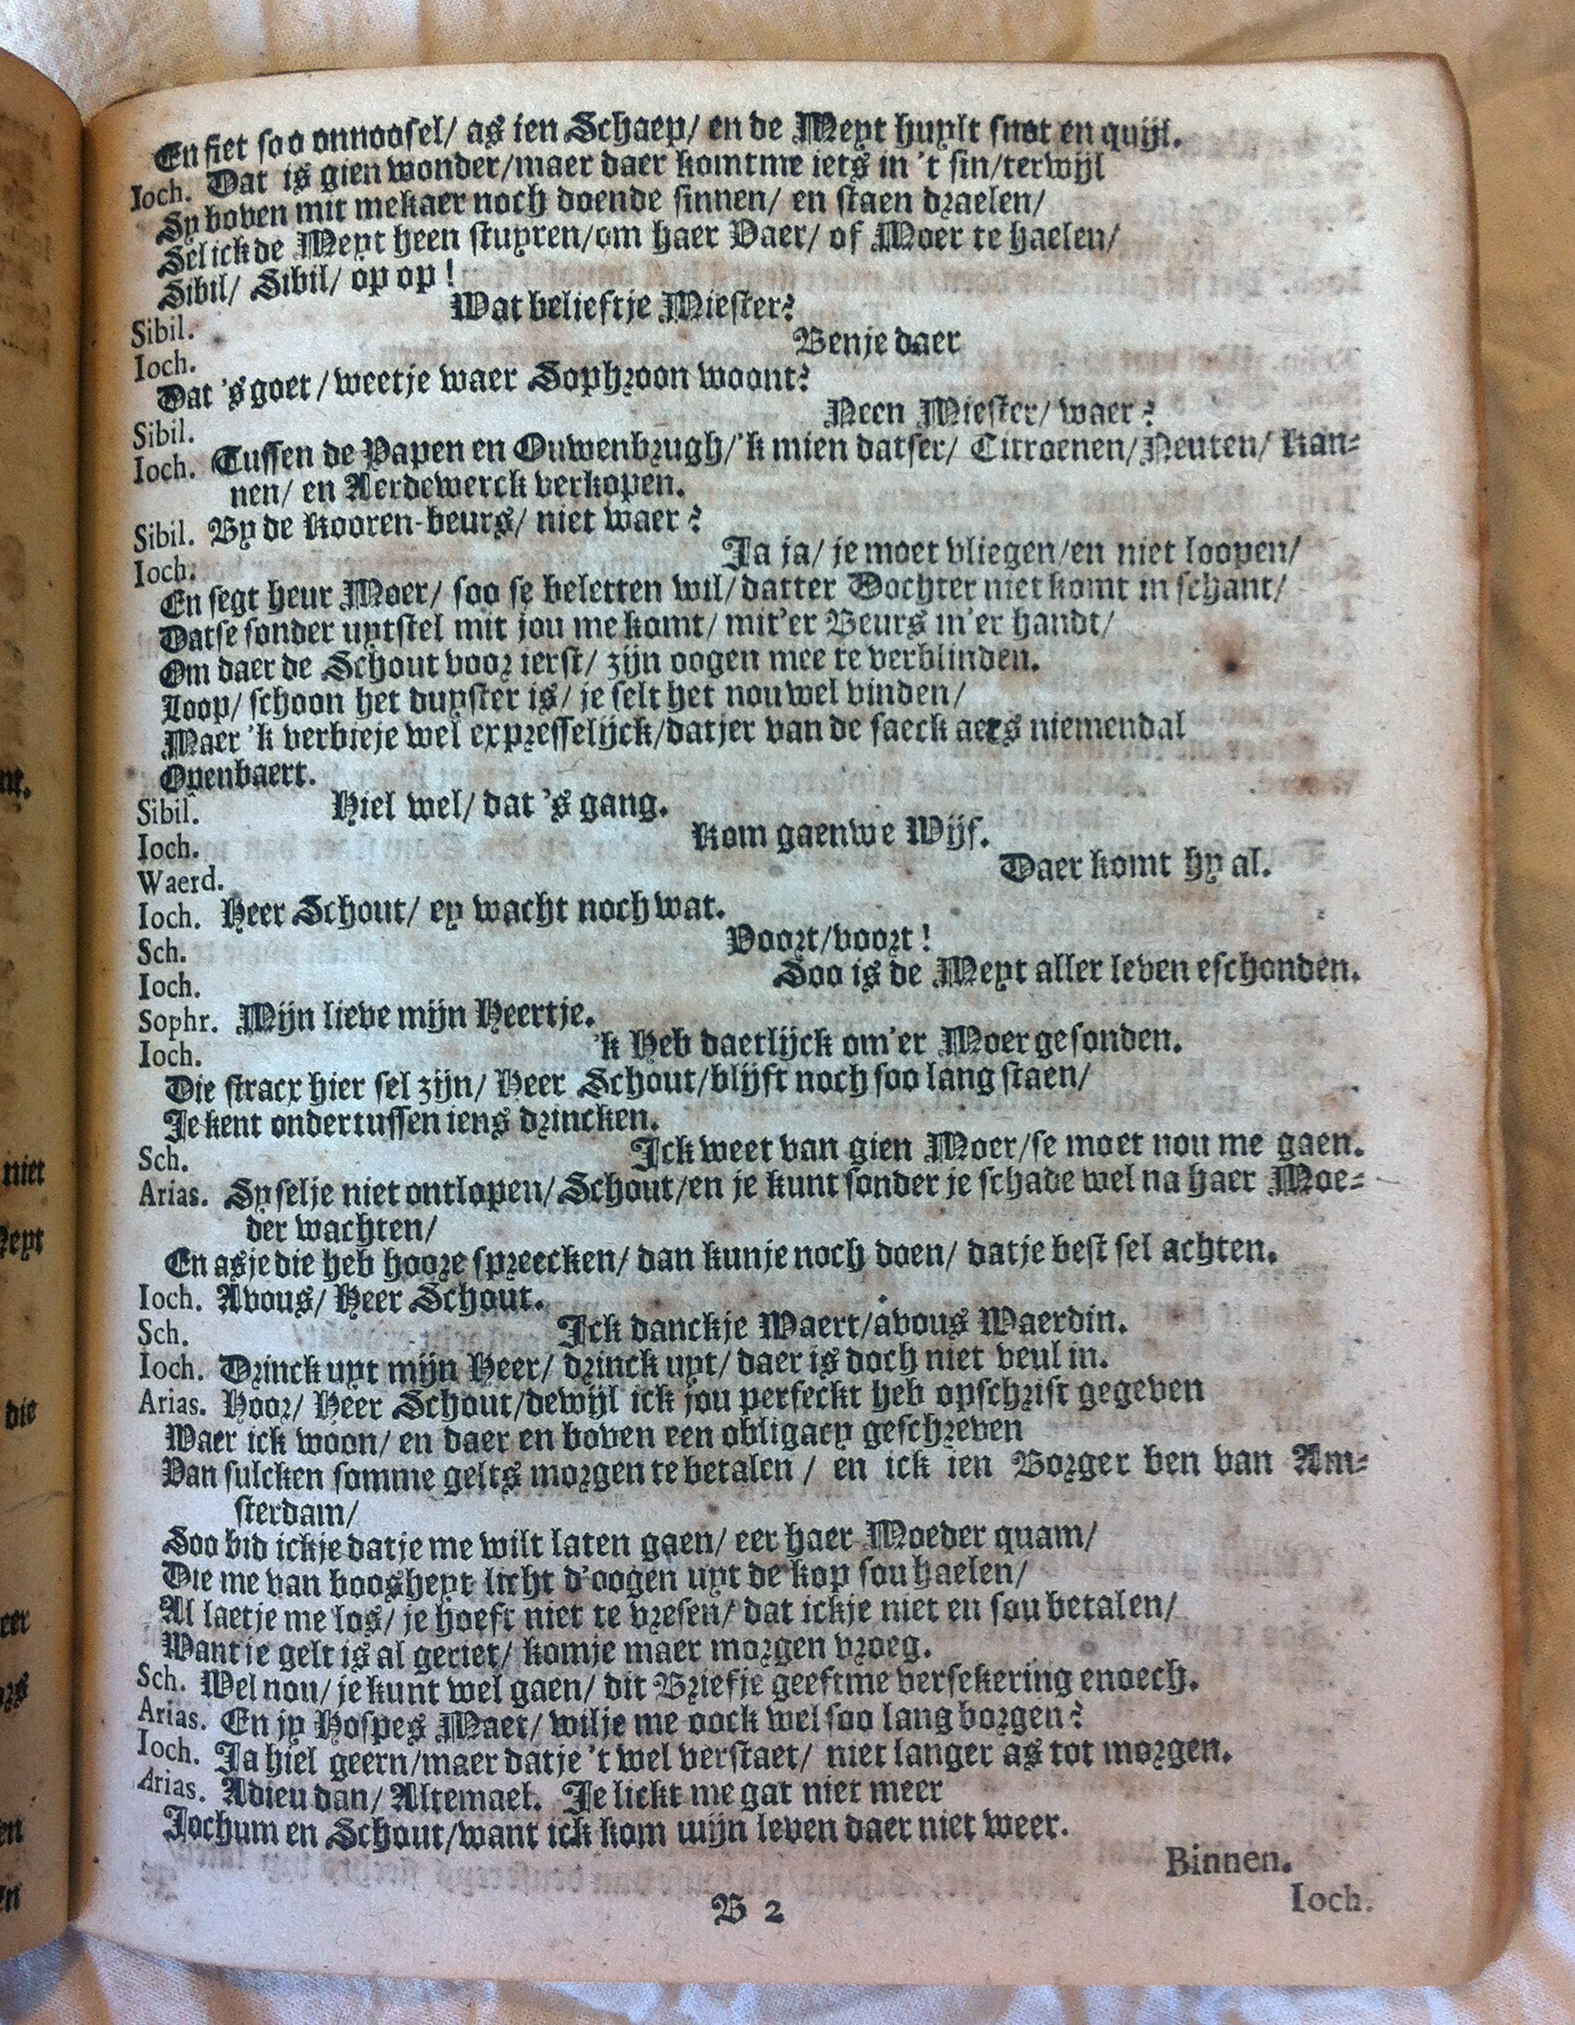 En siet soo onnoosel/ as ien Schaep/ en de Meyt huylt snot en quijl.
Ioch. Dat is gien wonder/maer daer komtme iets in 't sin/terwijl
Sy boven mit mekaer noch doende sinnen/ en staen draelen/
Sel ick de Meyt heen stuyren/om haer Vaer/ of Moer te haelen/
Sibil/ Sibil/ op op!
Sibil. Wat belieftje Miester?
Ioch. Benje daer
Dat 's goet/weetje waer Sophroon woont?
Sibil. Neen Miester/ waer?
Ioch. Tussen de Papen en Ouwenbrugh/'k mien datser/ Citroenen/Neuten/ Kan-
nen/ en Aerdewerck verkopen.
Sibil. By de Kooren-beurs/ niet waer?
Ioch. Ja ja/ je moet vliegen/en niet loopen/
En segt heur Moer/ soo se beletten wil/ datter Dochter niet komt in schant/
Datse sonder uytstel mit jou me komt/ mit'er Beurs in'er handt/
Om daer de Schout voor ierst/ zijn oogen mee te verblinden.
Loop/ schoon het duyster is/ je selt het nou wel vinden/
Maer 'k verbieje wel expresselijck/datjer van de saeck aers niemendal
Openbaert.
Sibil. Hiel wel/ dat 's gang.
Ioch. Kom gaenwe Wijf.
Waerd. Daer komt hy al.
Ioch. Heer Schout/ ey wacht noch wat.
Sch. Voort/voort!
Ioch. Soo is de Meyt aller leven eschonden.
Sophr. Mijn lieve mijn Heertje.
Ioch. 'k Heb daetlijck om'er Moer gesonden.
Die stracx hier sel zijn/ Heer Schout/blijft noch soo lang staen/
Je kent ondertussen iens drincken.
Sch. Ick weet van gien Moer/se moet nou me gaen.
Arias. Sy selje niet ontlopen/ Schout/en je kunt sonder je schade wel na haer Moe-
der wachten/
En asje die heb hoore spreecken/ dan kunje noch doen/ datje best sel achten.
Ioch. Avous/ Heer Schout.
Sch. Ick danckje Waert/avous Waerdin.
Ioch. Drinck uyt mijn Heer/ drinck uyt/ daer is doch niet veul in.
Arias. Hoor/ Heer Schout/dewijl ick jou perfeckt heb opschrift gegeven
Waer ick woon/ en daer en boven een obligacy geschreven
Van sulcken somme gelts morgen te betalen/ en ick ien Borger ben van Am-
sterdam/
Soo bid ickje datje me wilt laten gaen/ eer haer Moeder quam/
Die me van boosheyt licht d'oogen uyt de kop sou haelen/
Al laetje me los/ je hoeft niet te vresen/ dat ickje niet en sou betalen/
Want je gelt is al geriet/ komje maer morgen vroeg.
Sch. Wel nou/ je kunt wel gaen/ dit Briefje geeftme versekering enoech.
Arias. En jy Hospes Maet/ wilje me oock wel soo lang borgen?
Ioch. Ja hiel geern/maer datje 't wel verstaet/ niet langer as tot morgen.
Arias. Adieu dan/ Altemaet. Je liekt me gat niet meer
Jochum en Schout/want ick kom mijn leven daer niet weer.
Binnen.
B 2
Ioch.